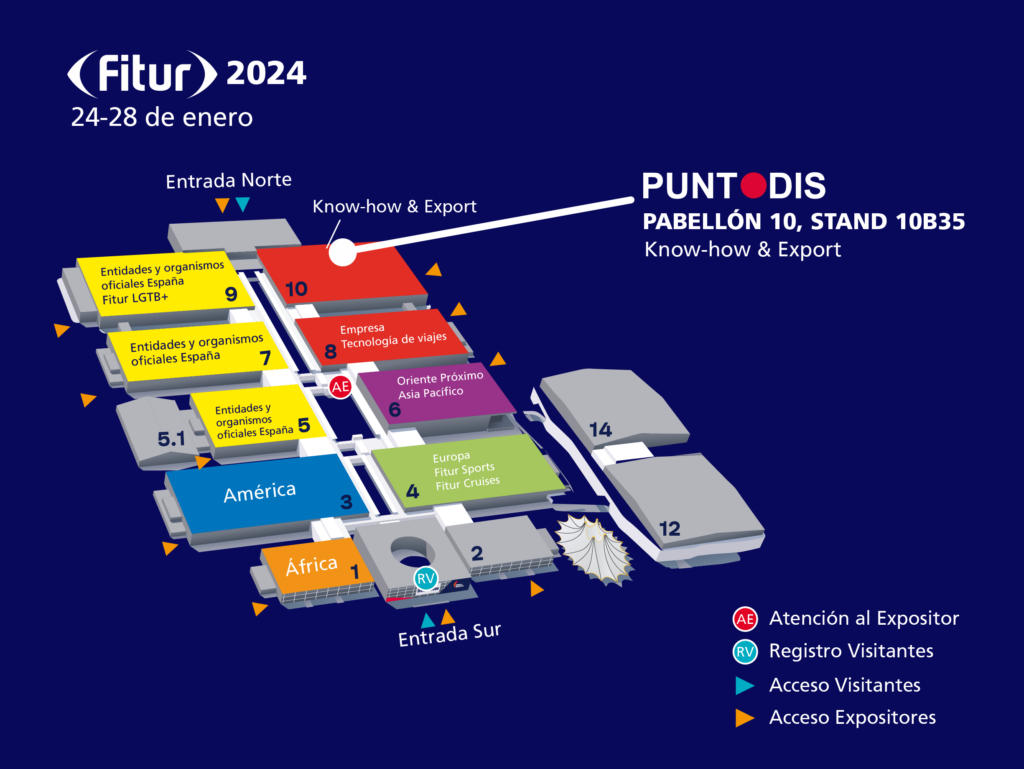 Fitur 2024
24-28 de enero
Entrada Norte
Know-how & Export
PUNTODIS
PABELLÓN 10, STAND 10B35
Know-how & Export
Entidades y organismos
oficiales España
Fitur LGTB+
9
10
Entidades y organismos
oficiales España
7
Empresa
Tecnología de viajes
8
AE
Oriente Próximo
Asia Pacífico
6
5.1
Entidades y
organismos
oficiales España
5
14
Europa
Fitur Sports
Fitur Cruises
4
América
3
12
África
1
2
RV
Entrada Sur
AE Atención al Expositor
RV Registro Visitantes
Acceso Visitantes
Acceso Expositores